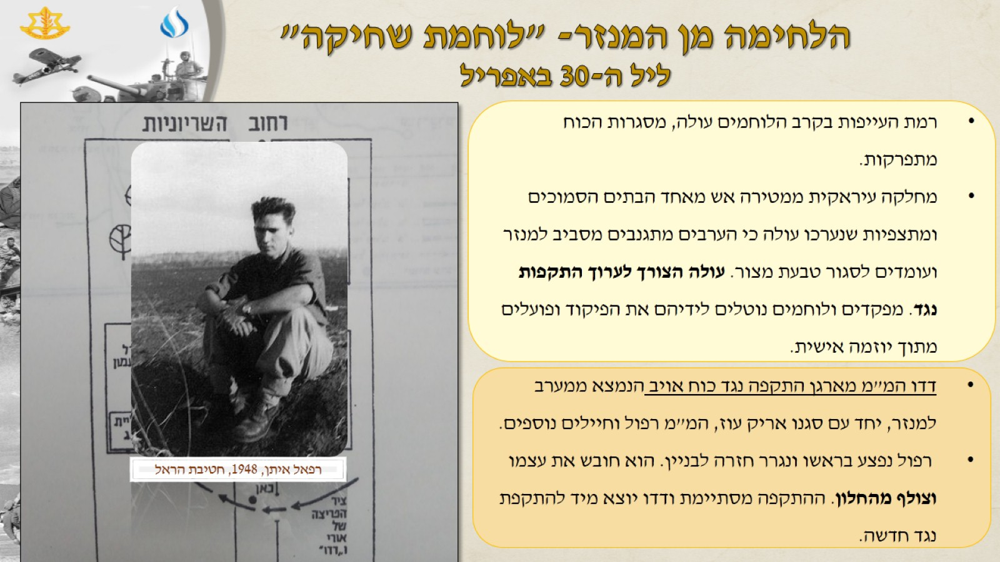 הלחימה מן המנזר- "לוחמת שחיקה"
ליל ה-30 באפריל
רמת העייפות בקרב הלוחמים עולה, מסגרות הכוח
מתפרקות.
מחלקה עיראקית ממטירה אש מאחד הבתים הסמוכים
ומתצפיות שנערכו עולה כי הערבים מתגנבים מסביב למנזר
ועומדים לסגור טבעת מצור. עולה הצורך לערוך התקפות
נגד. מפקדים ולוחמים נוטלים לידיהם את הפיקוד ופועלים
מתוך יוזמה אישית.
דדו המ"מ מארגן התקפה נגד כוח אויב הנמצא ממערב
למנזר, יחד עם סגנו אריק עוז, המ"מ רפול וחיילים נוספים.
רפול נפצע בראשו ונגרר חזרה לבניין. הוא חובש את עצמו
וצולף מהחלון. ההתקפה מסתיימת ודדו יוצא מיד להתקפת
נגד חדשה.
רחוב השריוניות
רפאל איתן, 1948, חטיבת הראל
כאן
ציר
הפריצה
של
אורי
ו"דדו"